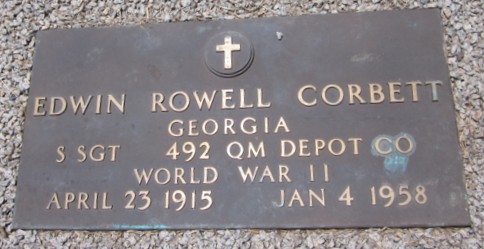 EDWIN ROWELL CORBETT
GEORGIA
S SGT 492 QM DEPOT CO
WORLD WAR II
APRIL 23 1915 JAN 4 1958